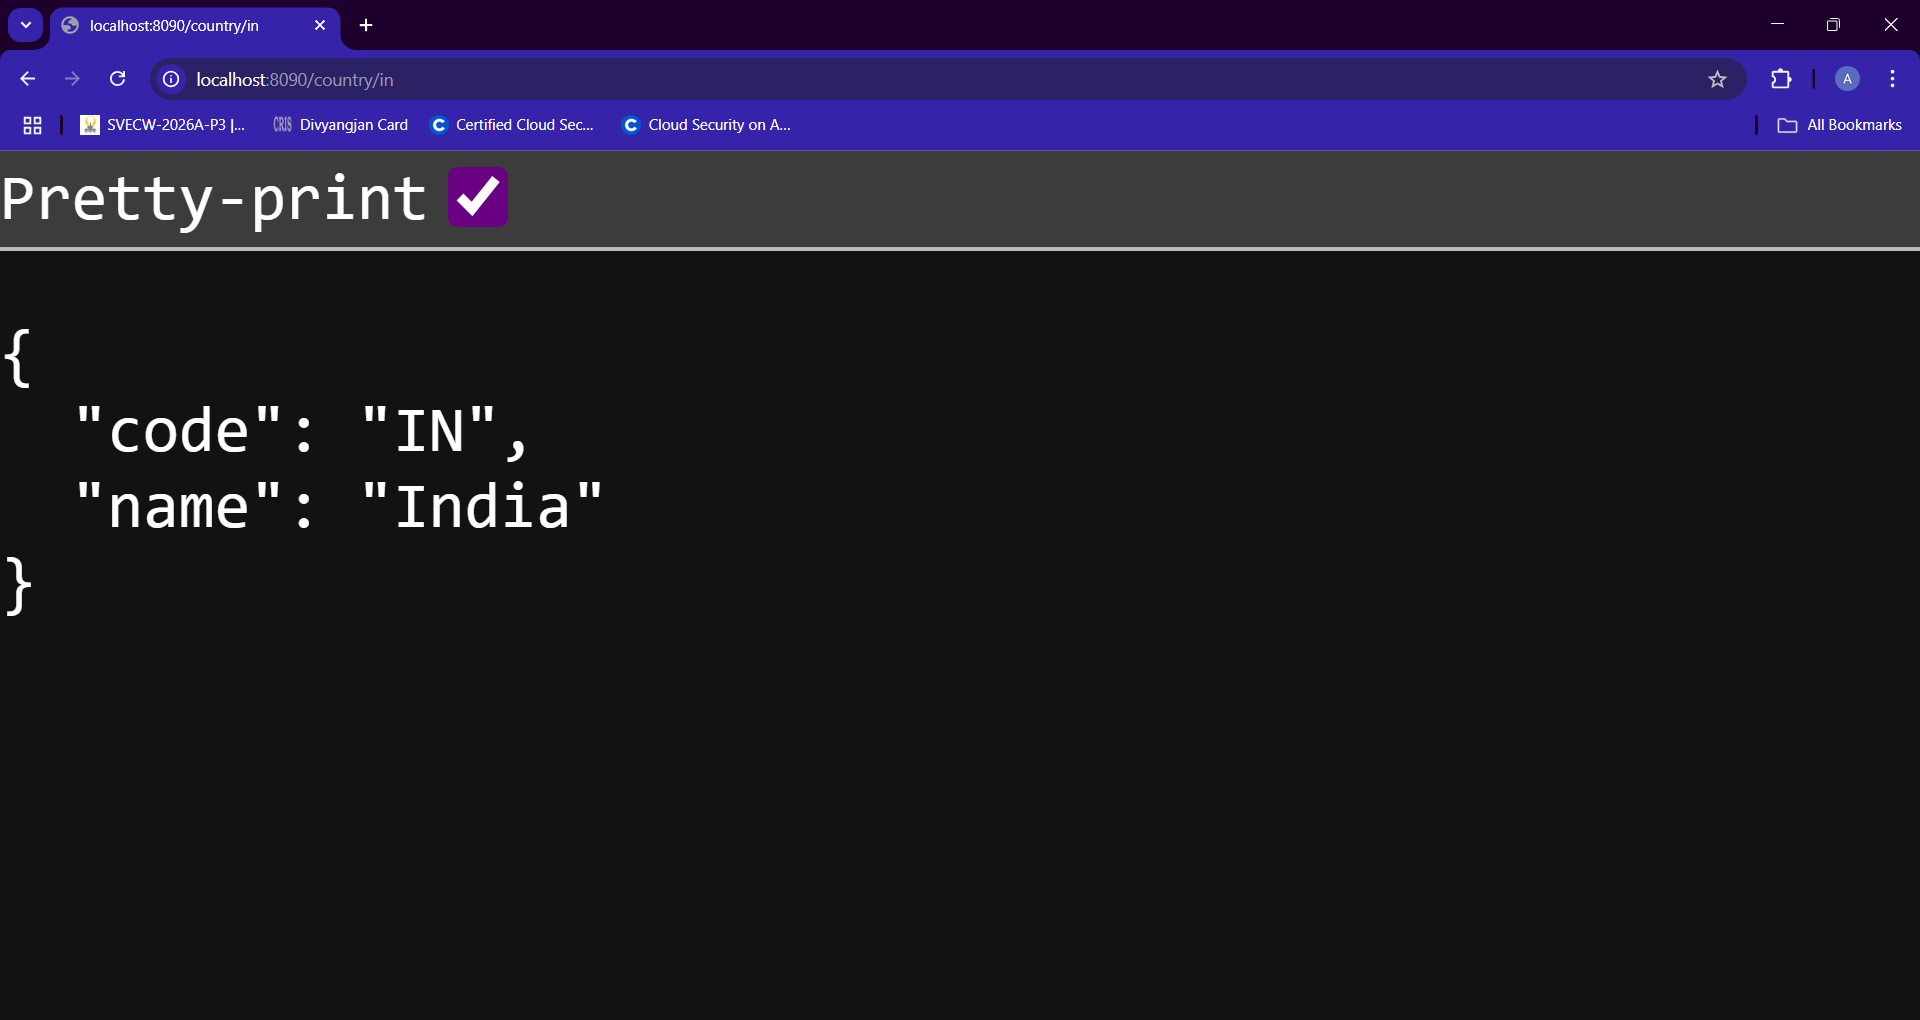 localhost:8090/country/in
localhost:8090/country/in
A
SVECW-2026A-P3 |...
CRIS Divyangjan Card
C Certified Cloud Sec...
C Cloud Security on A...
All Bookmarks
Pretty-print
{
"code": "IN",
"name": "India"
}